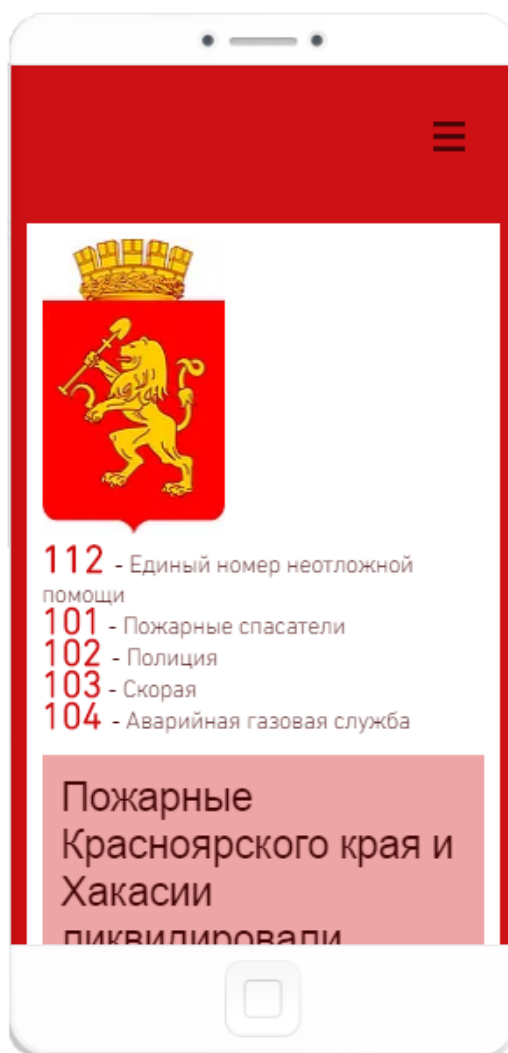 112 - Единый номер неотложной
помощи
101 - Пожарные спасатели
102 - Полиция
103 - Скорая
104 - Аварийная газовая служба
Пожарные
Красноярского края и
Хакасии
ликвидировали